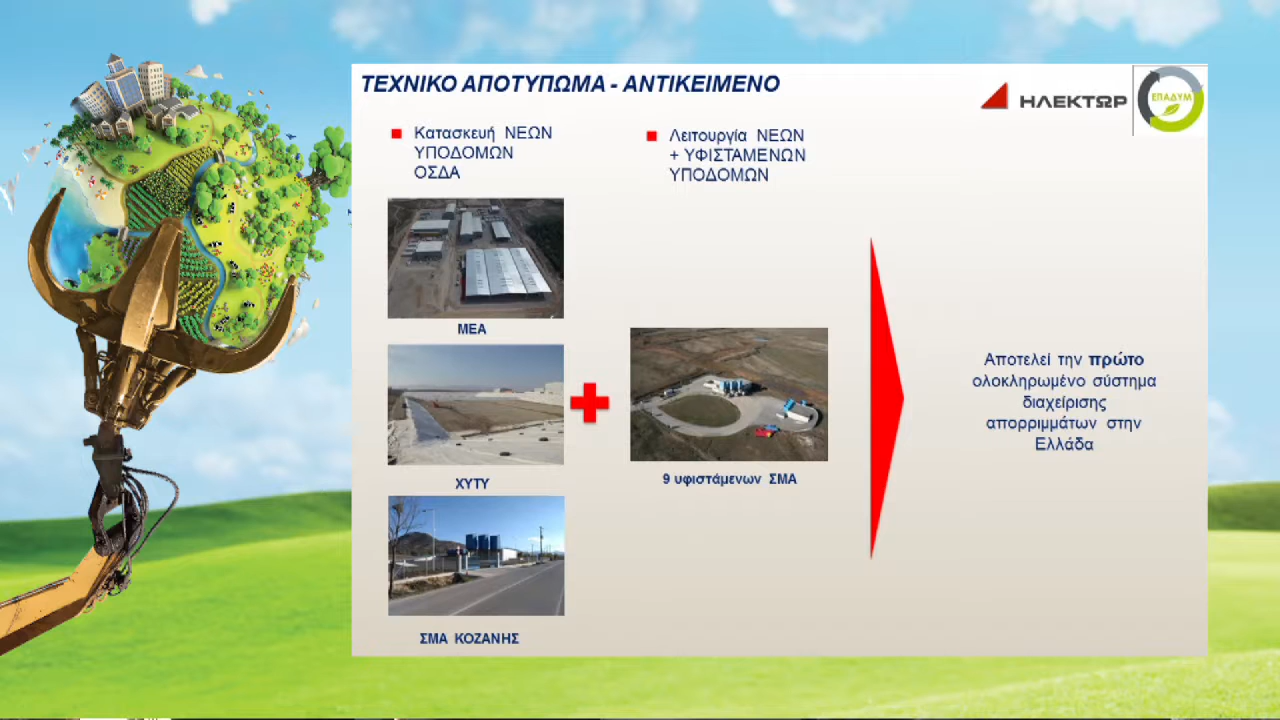 ΤΕΧΝΙΚΟ ΑΠΟΤΥΠΩΜΑ - ΑΝΤΙΚΕΙΜΕΝΟ
ΗΛΕΚΤΩΡ
ΕΠΑΔΥΜ
Κατασκευή ΝΕΩΝ
ΥΠΟΔΟΜΩΝ
ΟΣΔΑ
Λειτουργία ΝΕΩΝ
+ ΥΦΙΣΤΑΜΕΝΩΝ
ΥΠΟΔΟΜΩΝ
ΜΕΑ
ΧΥΤΥ
ΣΜΑ ΚΟΖΑΝΗΣ
9 υφιστάμενων ΣΜΑ
Αποτελεί την πρώτο
ολοκληρωμένο σύστημα
διαχείρισης
απορριμμάτων στην
Ελλάδα